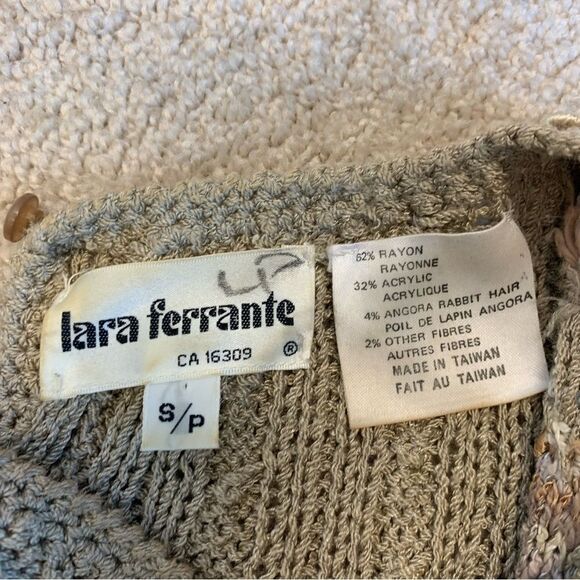 lara ferrante
CA 16309 ®
S/P
62% RAYON
RAYONNE
32% ACRYLIC
ACRYLIQUE
4% ANGORA RABBIT HAIR
POIL DE LAPIN ANGORA
2% OTHER FIBRES
AUTRES FIBRES
MADE IN TAIWAN
FAIT AU TAIWAN